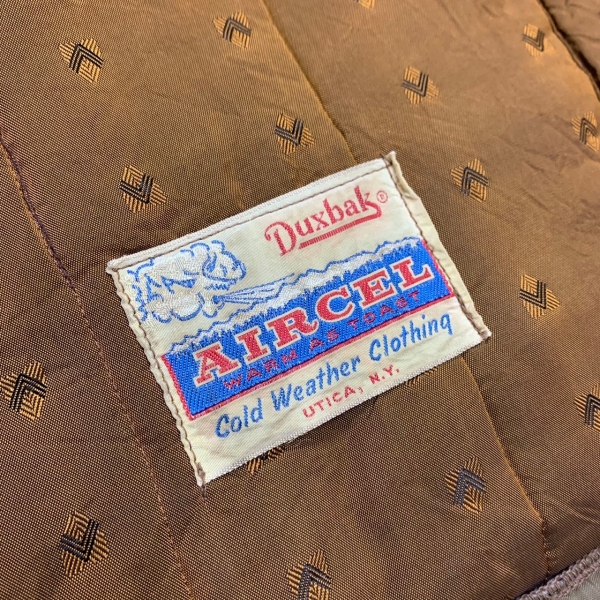 Duxbak®
AIRCEL
WARM AS TOAST
Cold Weather Clothing
UTICA, N.Y.